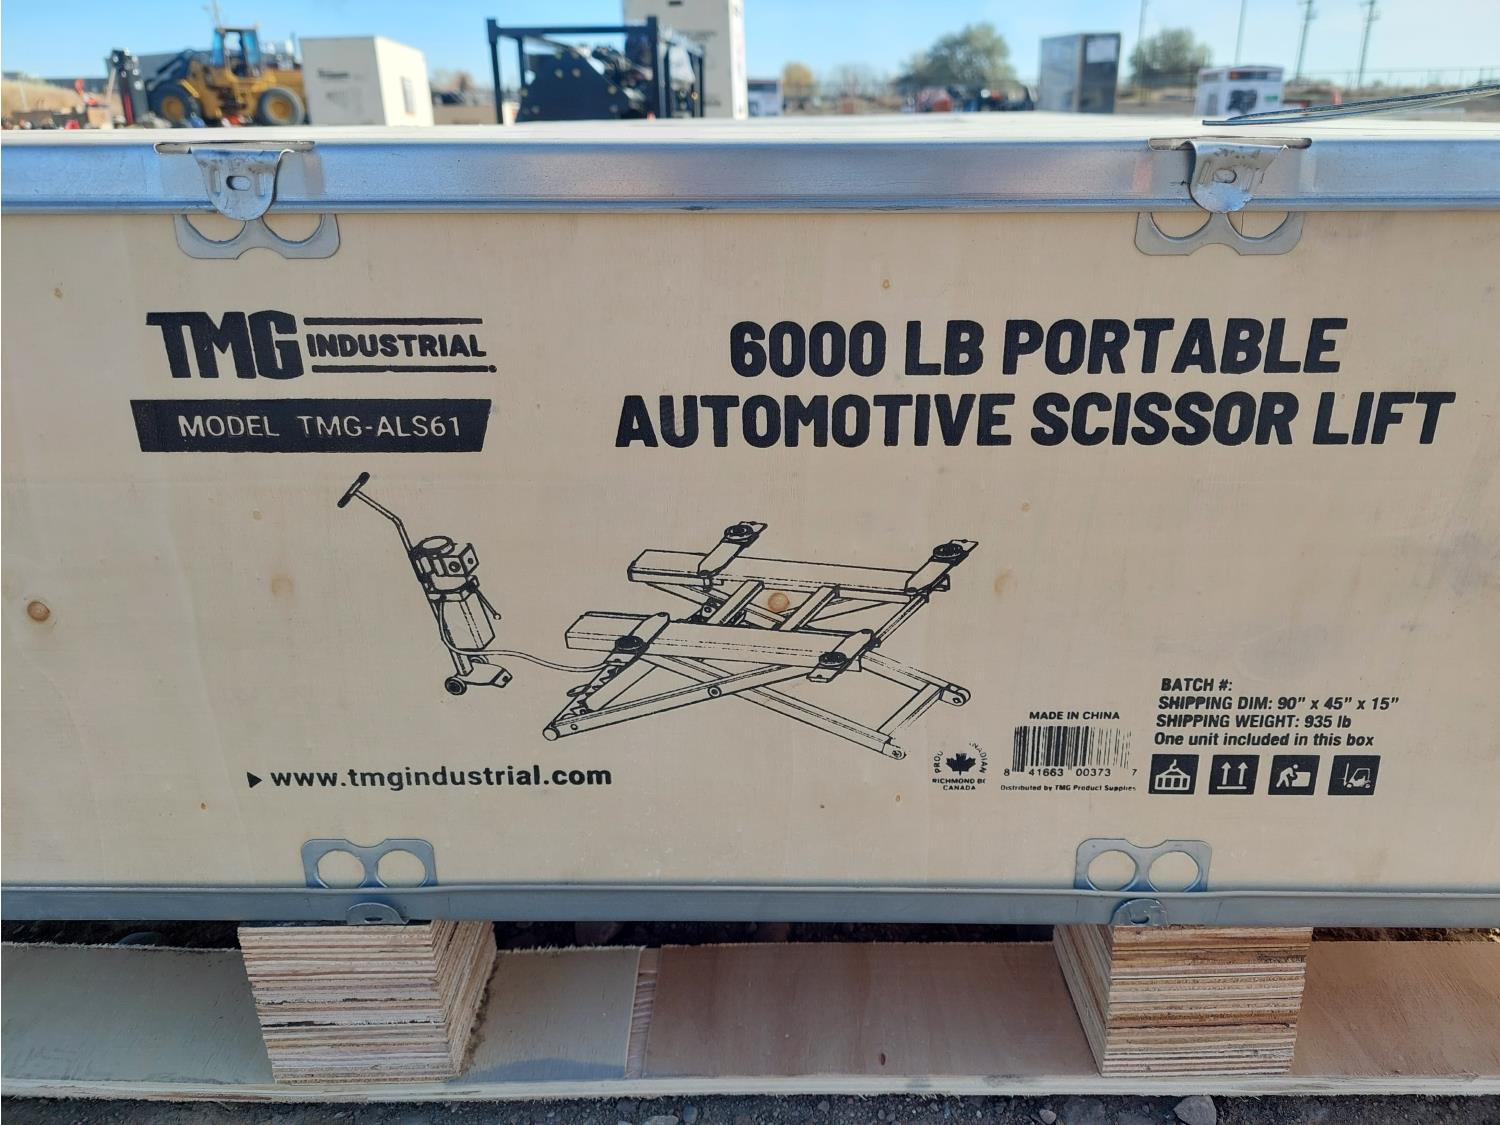 TMG INDUSTRIAL
MODEL TMG-ALS61
6000 LB PORTABLE
AUTOMOTIVE SCISSOR LIFT
BATCH #:
SHIPPING DIM: 90" x 45" x 15"
SHIPPING WEIGHT: 935 lb
One unit included in this box
MADE IN CHINA
8 41663 00373 7
Distributed by TMG Product Supplies
RICHMOND BC
CANADA
www.tmgindustrial.com